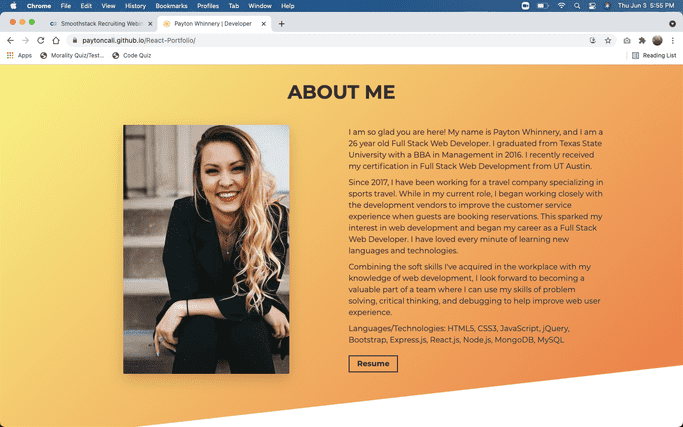 Chrome File Edit View History Bookmarks Profiles Tab Window Help Thu Jun 3 5:55 PM
Smoothstack Recruiting Webin Payton Whinnery | Developer
paytoncali.github.io/React-Portfolio/
Apps Morality Quiz/Test... Code Quiz Reading List
ABOUT ME
I am so glad you are here! My name is Payton Whinnery, and I am a
26 year old Full Stack Web Developer. I graduated from Texas State
University with a BBA in Management in 2016. I recently received
my certification in Full Stack Web Development from UT Austin.
Since 2017, I have been working for a travel company specializing in
sports travel. While in my current role, I began working closely with
the development vendors to improve the customer service
experience when guests are booking reservations. This sparked my
interest in web development and began my career as a Full Stack
Web Developer. I have loved every minute of learning new
languages and technologies.
Combining the soft skills I've acquired in the workplace with my
knowledge of web development, I look forward to becoming a
valuable part of a team where I can use my skills of problem
solving, critical thinking, and debugging to help improve web user
experience.
Languages/Technologies: HTML5, CSS3, JavaScript, jQuery,
Bootstrap, Express.js, React.js, Node.js, MongoDB, MySQL
Resume